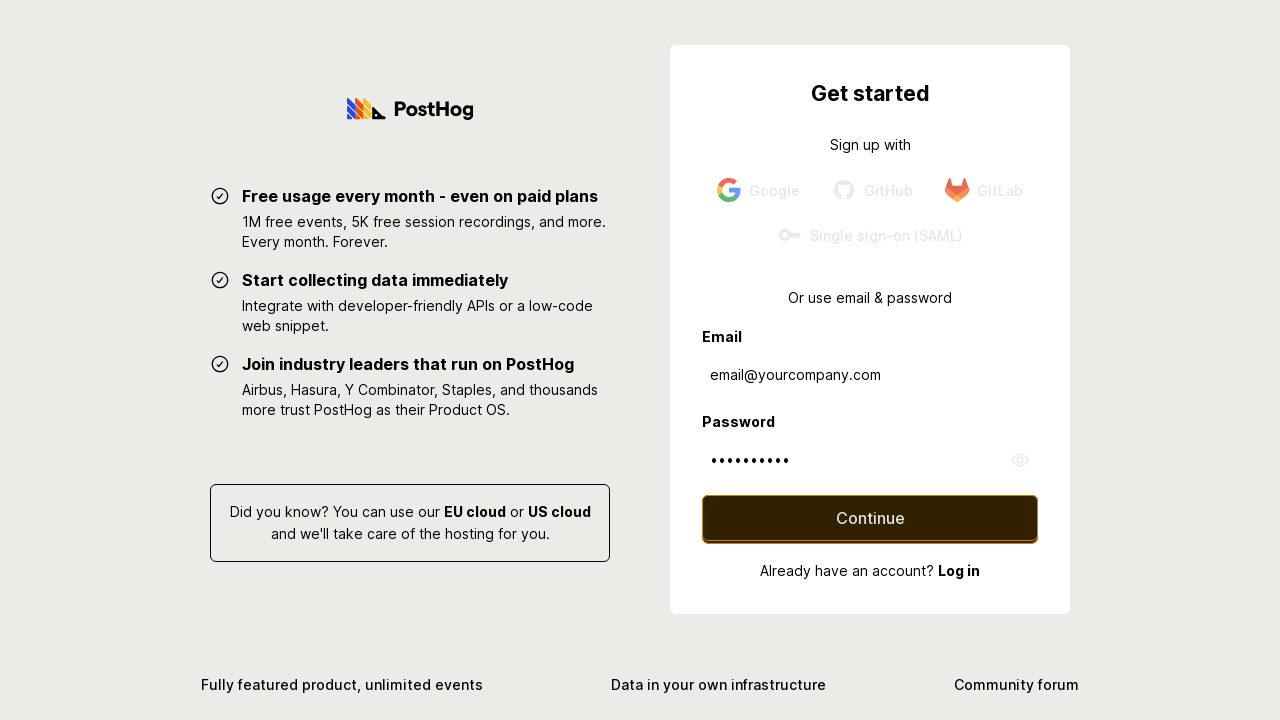 PostHog
Free usage every month - even on paid plans
1M free events, 5K free session recordings, and more.
Every month. Forever.
Start collecting data immediately
Integrate with developer-friendly APIs or a low-code
web snippet.
Join industry leaders that run on PostHog
Airbus, Hasura, Y Combinator, Staples, and thousands
more trust PostHog as their Product OS.
Did you know? You can use our EU cloud or US cloud
and we'll take care of the hosting for you.
Get started
Sign up with
Google GitHub GitLab
Single sign-on (SAML)
Or use email & password
Email
email@yourcompany.com
Password
••••••••••
Continue
Already have an account? Log in
Fully featured product, unlimited events
Data in your own infrastructure
Community forum